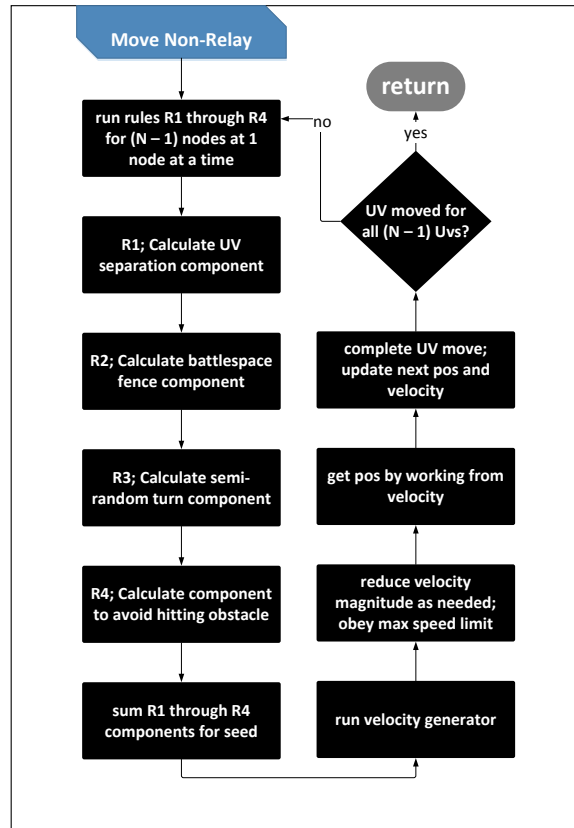 Move Non-Relay
run rules R1 through R4
for (N – 1) nodes at 1
node at a time
R1; Calculate UV
separation component
R2; Calculate battlespace
fence component
R3; Calculate semi-
random turn component
R4; Calculate component
to avoid hitting obstacle
sum R1 through R4
components for seed
run velocity generator
reduce velocity
magnitude as needed;
obey max speed limit
get pos by working from
velocity
complete UV move;
update next pos and
velocity
UV moved for
all (N – 1) Uvs?
no
yes
return